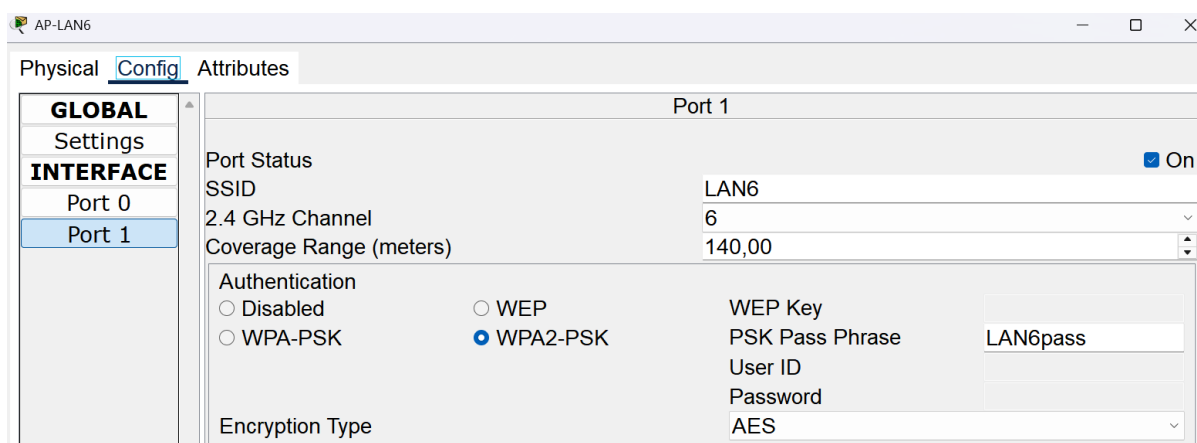 AP-LAN6
Physical Config Attributes
GLOBAL
Settings
INTERFACE
Port 0
Port 1
Port 1
Port Status On
SSID LAN6
2.4 GHz Channel 6
Coverage Range (meters) 140,00
Authentication
Disabled WEP WEP Key
WPA-PSK WPA2-PSK PSK Pass Phrase LAN6pass
User ID
Password
Encryption Type AES